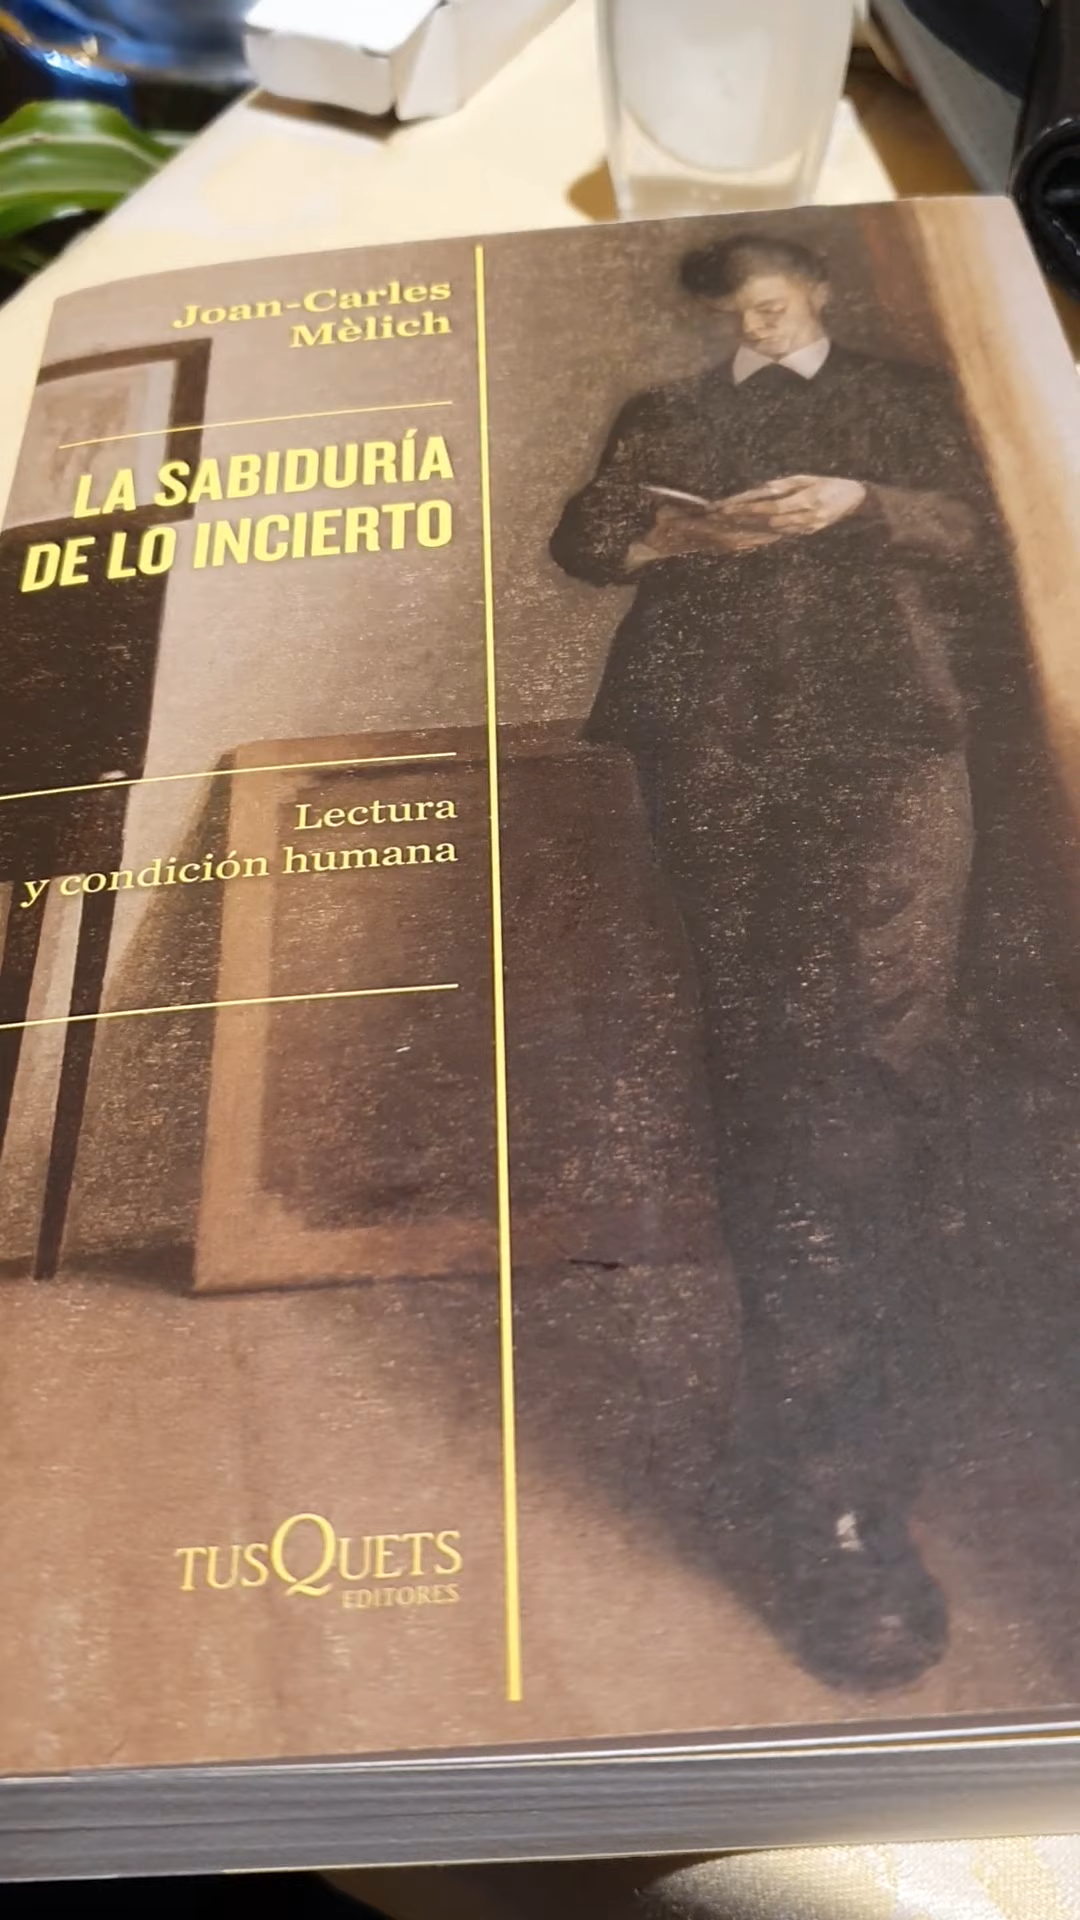 Joan-Carles
Mèlich
LA SABIDURÍA
DE LO INCIERTO
Lectura
y condición humana
TUSQUETS
EDITORES